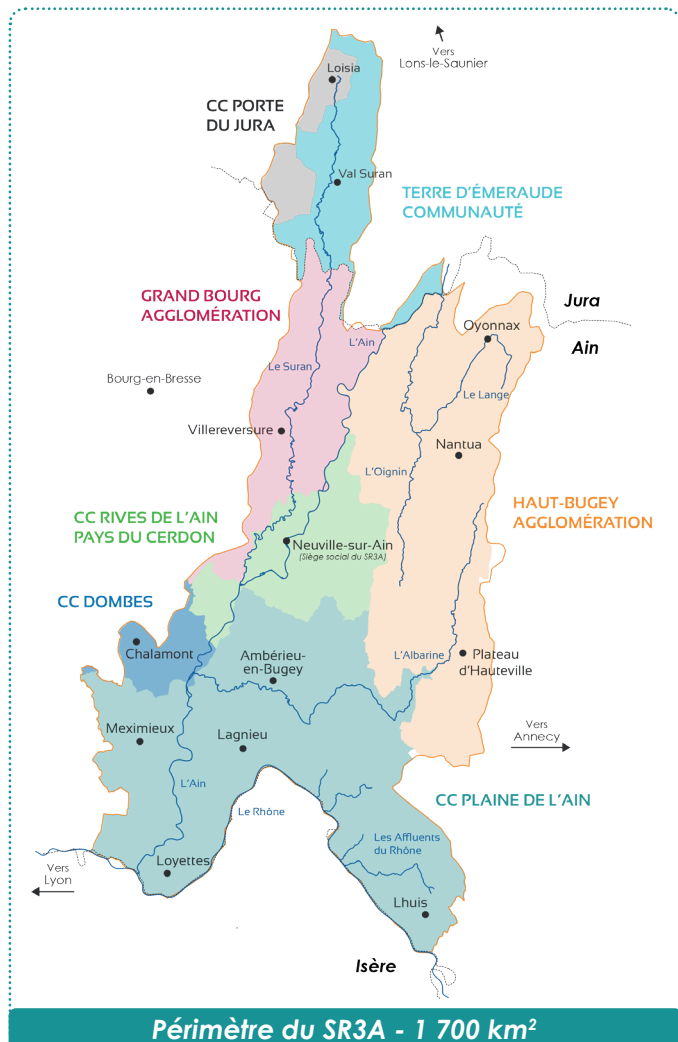 Vers
Lons-le-Saunier
Loisia
CC PORTE
DU JURA
Val Suran
TERRE D'ÉMERAUDE
COMMUNAUTÉ
GRAND BOURG
AGGLOMÉRATION
Jura
Oyonnax
L'Ain
Ain
Le Suran
Bourg-en-Bresse
Le Lange
Villereversure
Nantua
L'Oignin
HAUT-BUGEY
AGGLOMÉRATION
CC RIVES DE L'AIN
PAYS DU CERDON
Neuville-sur-Ain
(Siège social du SR3A)
CC DOMBES
Chalamont
Ambérieu-
en-Bugey
L'Albarine
Plateau
d'Hauteville
Meximieux
Lagnieu
Vers
Annecy
L'Ain
Le Rhône
CC PLAINE DE L'AIN
Les Affluents
du Rhône
Vers
Lyon
Loyettes
Lhuis
Isère
Périmètre du SR3A - 1 700 km²